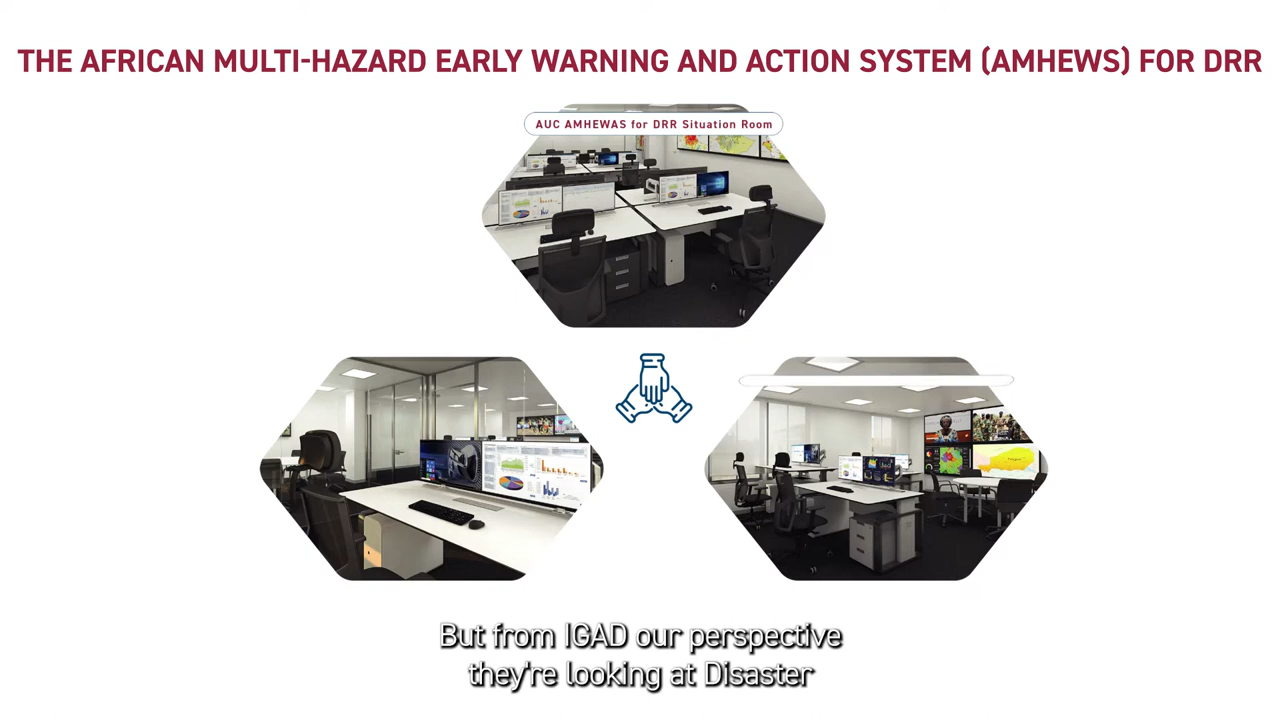 THE AFRICAN MULTI-HAZARD EARLY WARNING AND ACTION SYSTEM (AMHEWS) FOR DRR
AUC AMHEWAS for DRR Situation Room
But from IGAD our perspective
they're looking at Disaster